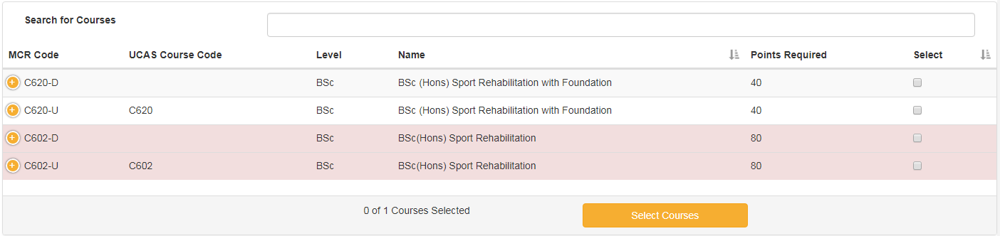 Search for Courses
MCR Code UCAS Course Code Level Name Points Required Select
C620-D BSc BSc (Hons) Sport Rehabilitation with Foundation 40
C620-U C620 BSc BSc (Hons) Sport Rehabilitation with Foundation 40
C602-D BSc BSc(Hons) Sport Rehabilitation 80
C602-U C602 BSc BSc(Hons) Sport Rehabilitation 80
0 of 1 Courses Selected Select Courses